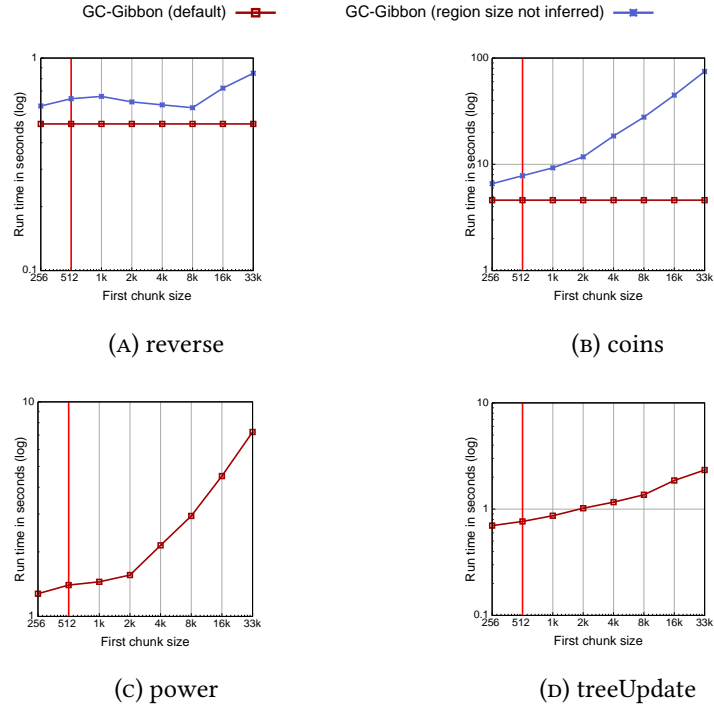 GC-Gibbon (default)
GC-Gibbon (region size not inferred)
1
0.1
256 512 1k 2k 4k 8k 16k 33k
Run time in seconds (log)
First chunk size
(A) reverse
100
10
1
256 512 1k 2k 4k 8k 16k 33k
Run time in seconds (log)
First chunk size
(B) coins
10
1
256 512 1k 2k 4k 8k 16k 33k
Run time in seconds (log)
First chunk size
(C) power
10
1
0.1
256 512 1k 2k 4k 8k 16k 33k
Run time in seconds (log)
First chunk size
(D) treeUpdate